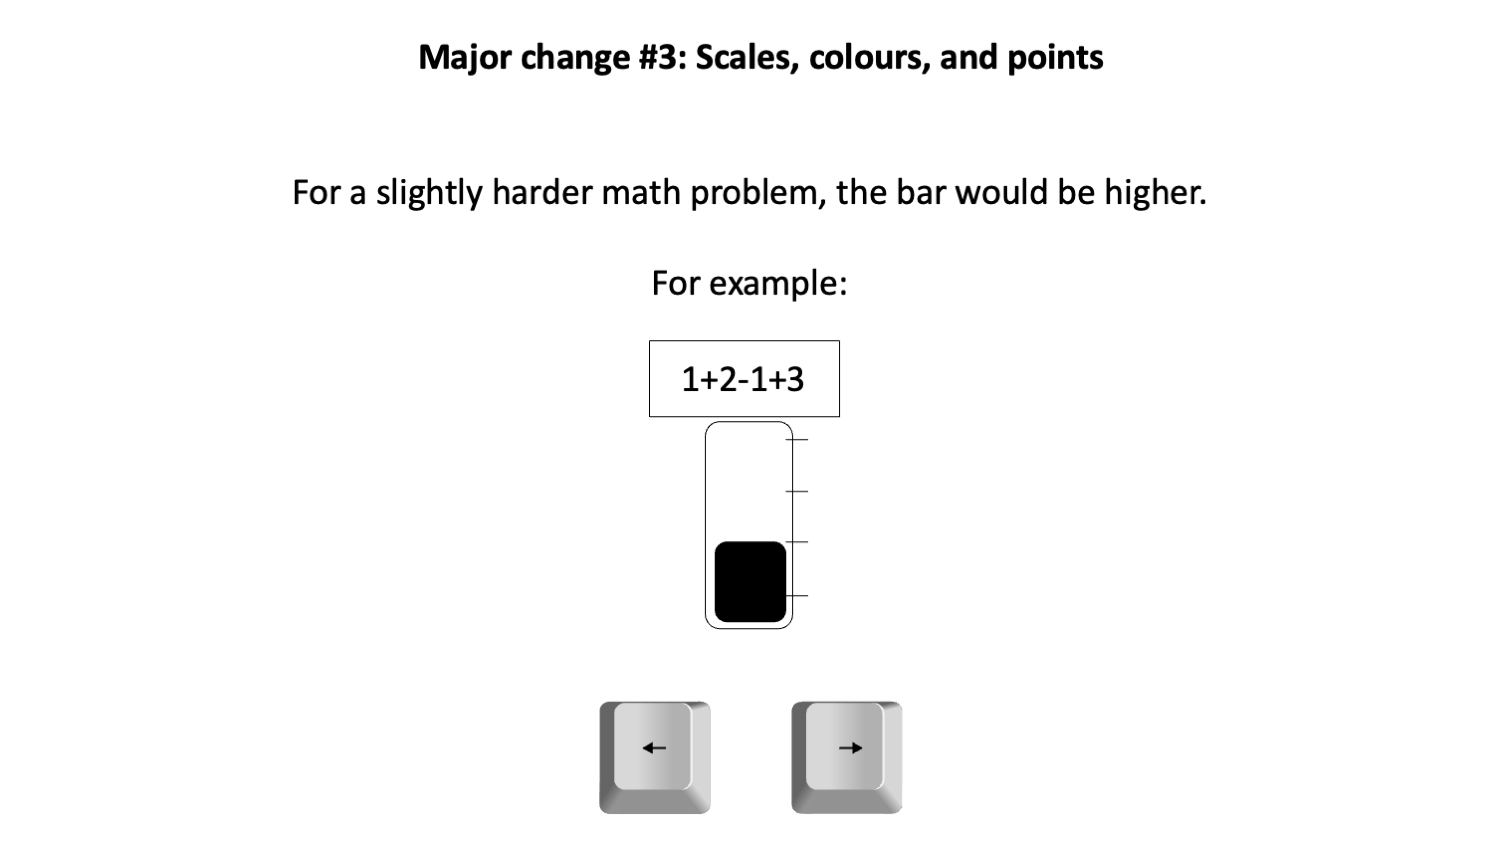 Major change #3: Scales, colours, and points
For a slightly harder math problem, the bar would be higher.
For example:
1+2-1+3
← →